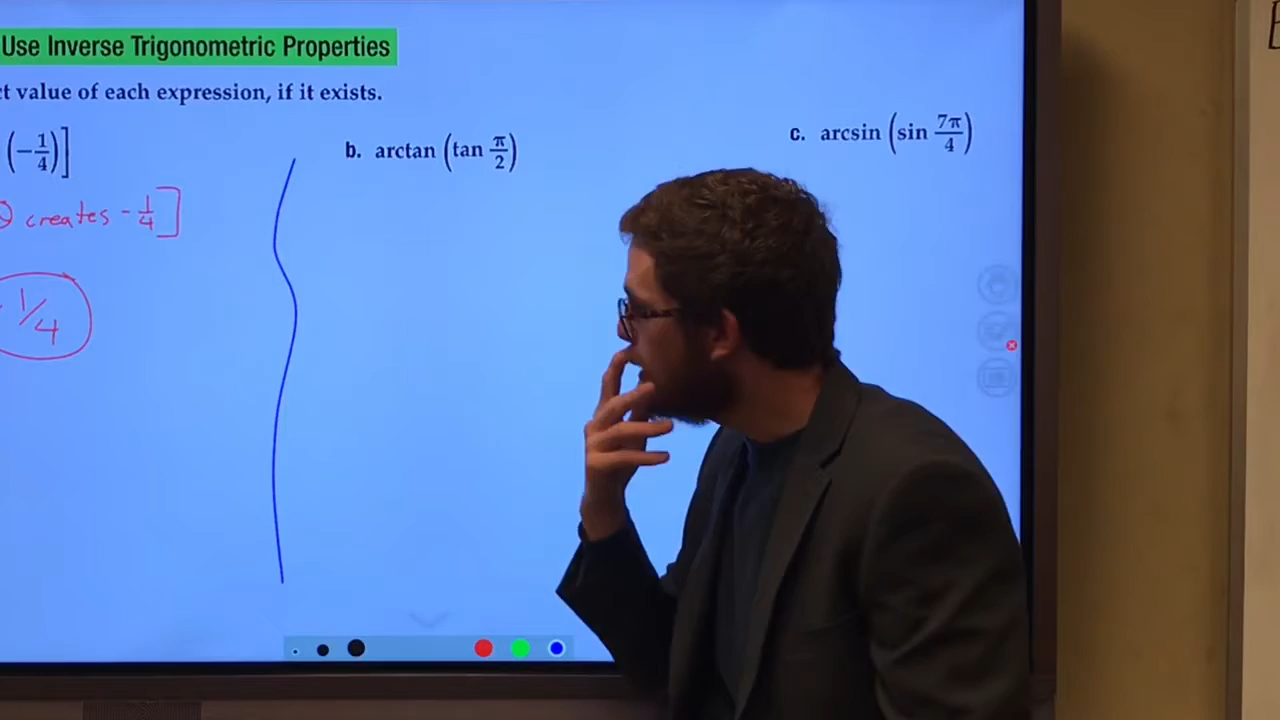 Use Inverse Trigonometric Properties
ct value of each expression, if it exists.
(-1/4)]
b. arctan (tan π/2)
c. arcsin (sin 7π/4)
creates -1/4]
1/4